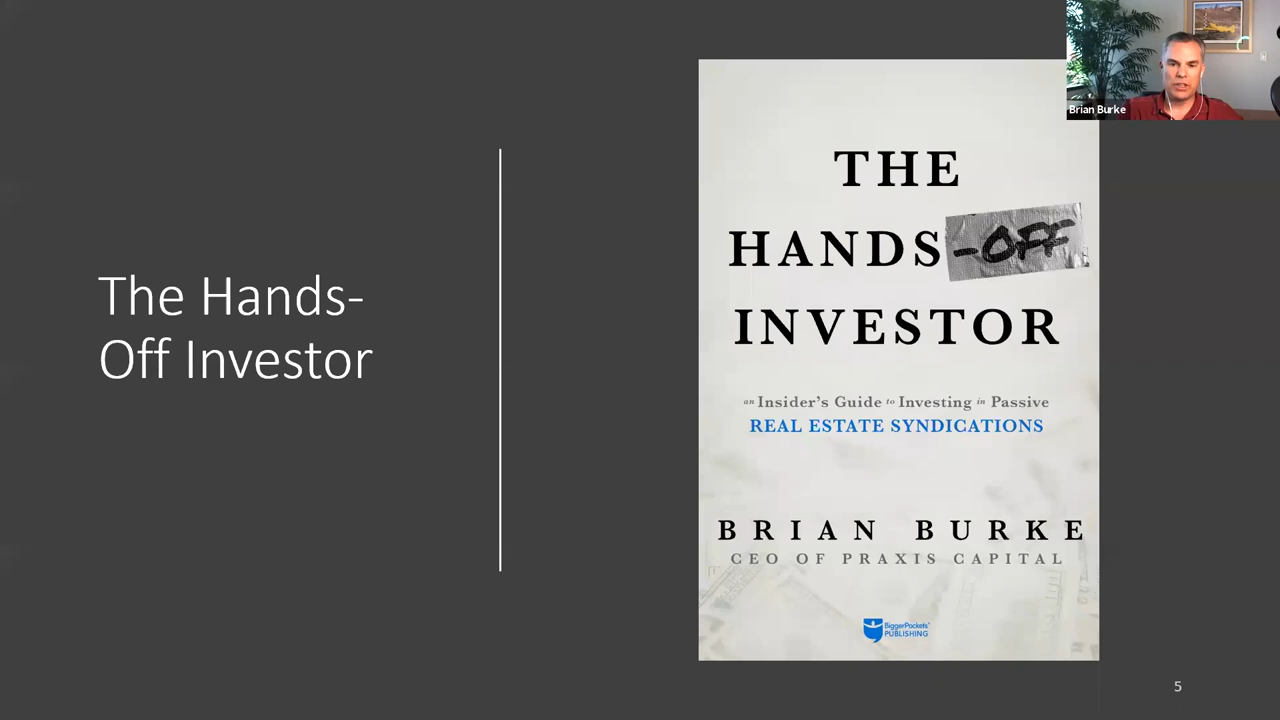 Brian Burke
The Hands-
Off Investor
THE
HANDS-OFF
INVESTOR
an Insider's Guide to Investing in Passive
REAL ESTATE SYNDICATIONS
BRIAN BURKE
CEO OF PRAXIS CAPITAL
BiggerPockets®
PUBLISHING
5